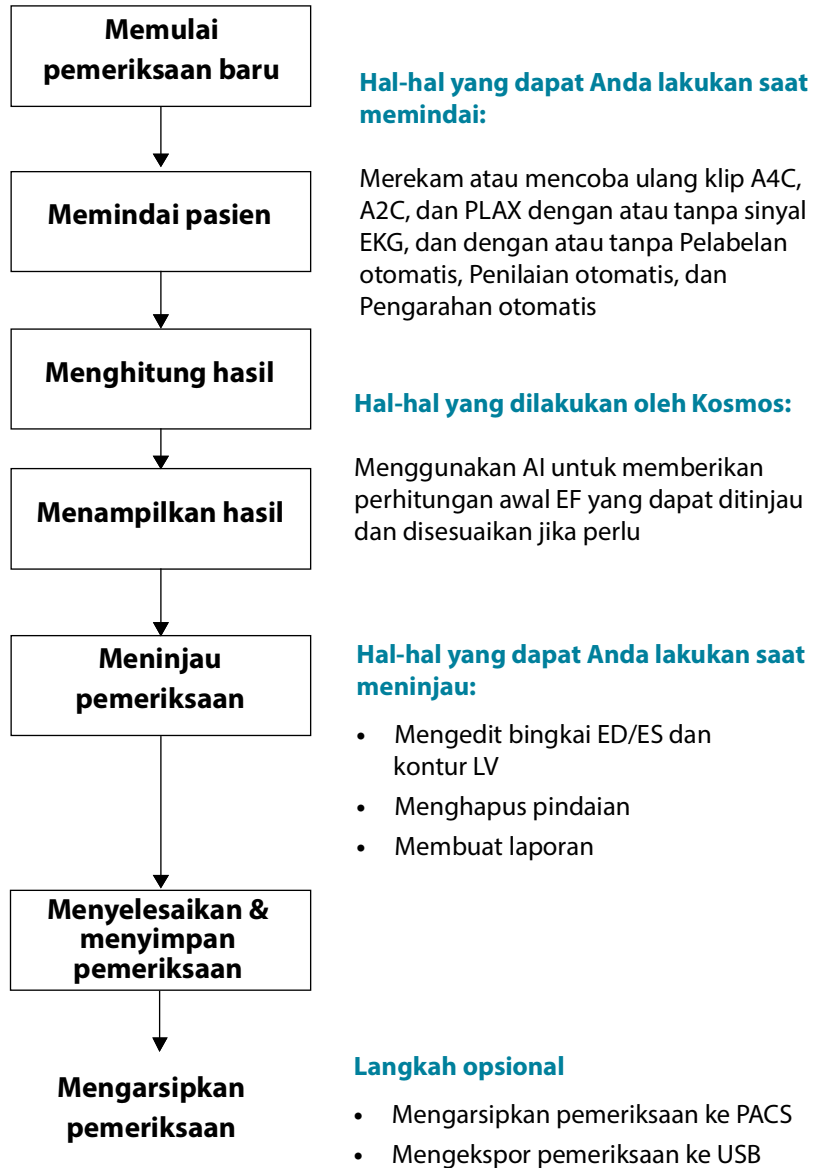 Memulai
pemeriksaan baru
Hal-hal yang dapat Anda lakukan saat
memindai:
Memindai pasien
Merekam atau mencoba ulang klip A4C,
A2C, dan PLAX dengan atau tanpa sinyal
EKG, dan dengan atau tanpa Pelabelan
otomatis, Penilaian otomatis, dan
Pengarahan otomatis
Menghitung hasil
Hal-hal yang dilakukan oleh Kosmos:
Menampilkan hasil
Menggunakan AI untuk memberikan
perhitungan awal EF yang dapat ditinjau
dan disesuaikan jika perlu
Meninjau
pemeriksaan
Hal-hal yang dapat Anda lakukan saat
meninjau:
• Mengedit bingkai ED/ES dan
kontur LV
• Menghapus pindaian
• Membuat laporan
Menyelesaikan &
menyimpan
pemeriksaan
Mengarsipkan
pemeriksaan
Langkah opsional
• Mengarsipkan pemeriksaan ke PACS
• Mengekspor pemeriksaan ke USB